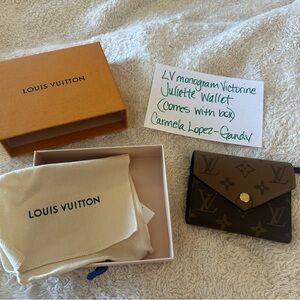 LOUIS VUITTON
LV monogram Victorine
Juliette Wallet
(comes with box)
Carmela Lopez-Gandy
LOUIS VUITTON